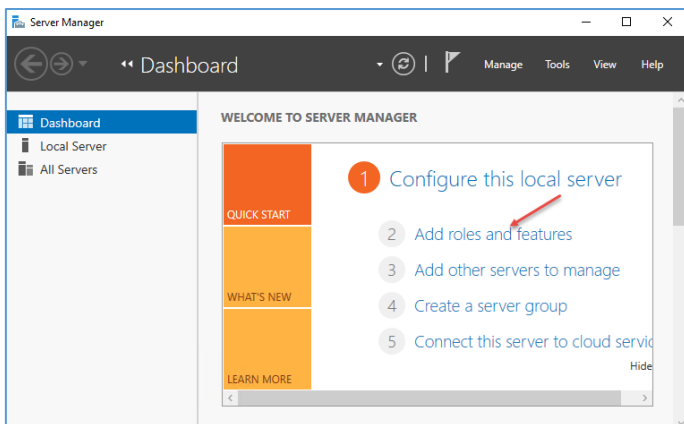 Server Manager
Dashboard
Manage Tools View Help
Dashboard
Local Server
All Servers
WELCOME TO SERVER MANAGER
1 Configure this local server
QUICK START
2 Add roles and features
3 Add other servers to manage
WHAT'S NEW
4 Create a server group
5 Connect this server to cloud servic
Hide
LEARN MORE